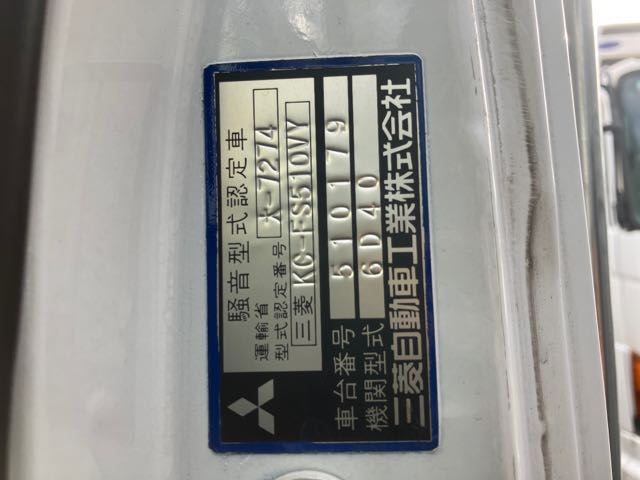 騒音型式認定車
運輸省
型式認定番号 大-7274
三菱 KC-FS510VY
車台番号 510179
機関型式 6D40
三菱自動車工業株式会社